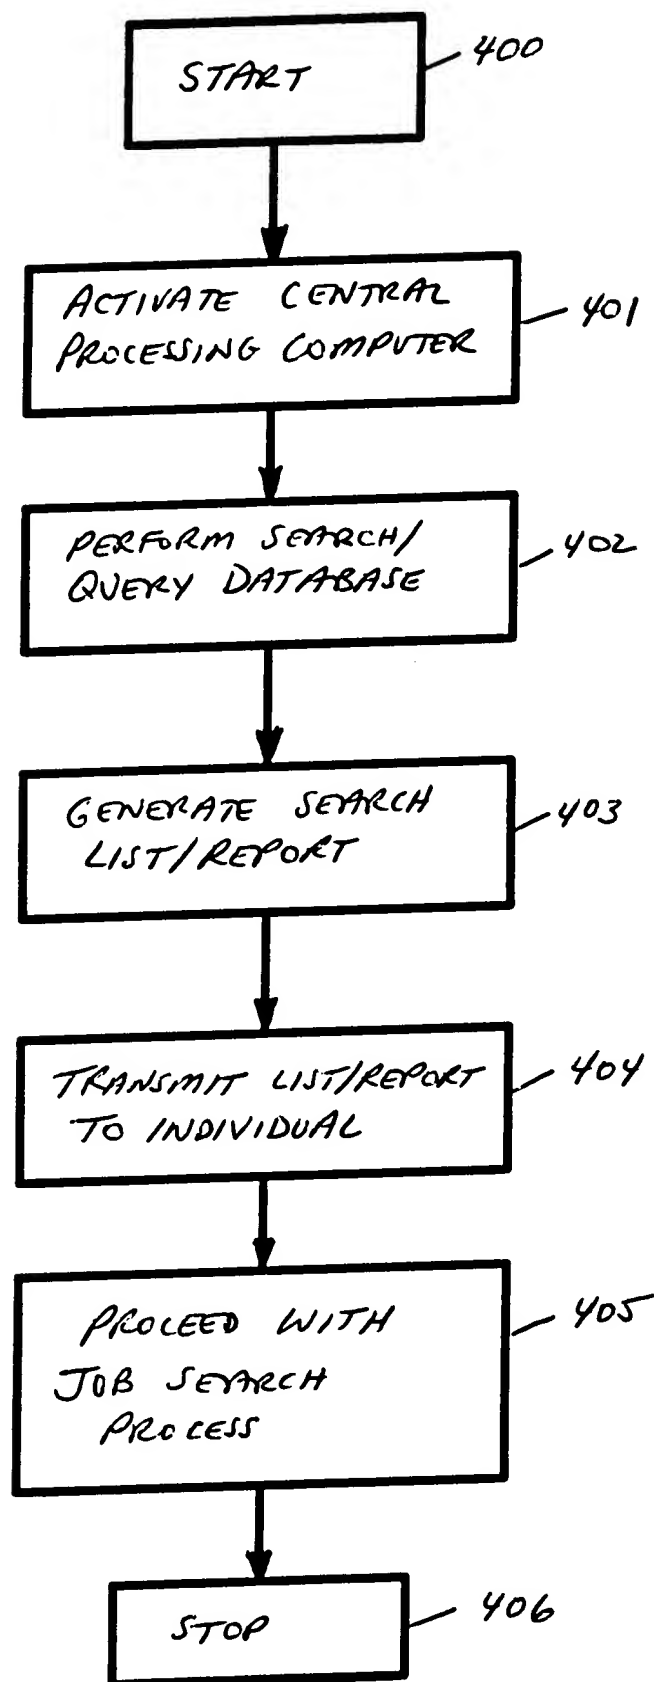 START
400
ACTIVATE CENTRAL
PROCESSING COMPUTER
401
PERFORM SEARCH/
QUERY DATABASE
402
GENERATE SEARCH
LIST/REPORT
403
TRANSMIT LIST/REPORT
TO INDIVIDUAL
404
PROCEED WITH
JOB SEARCH
PROCESS
405
STOP
406